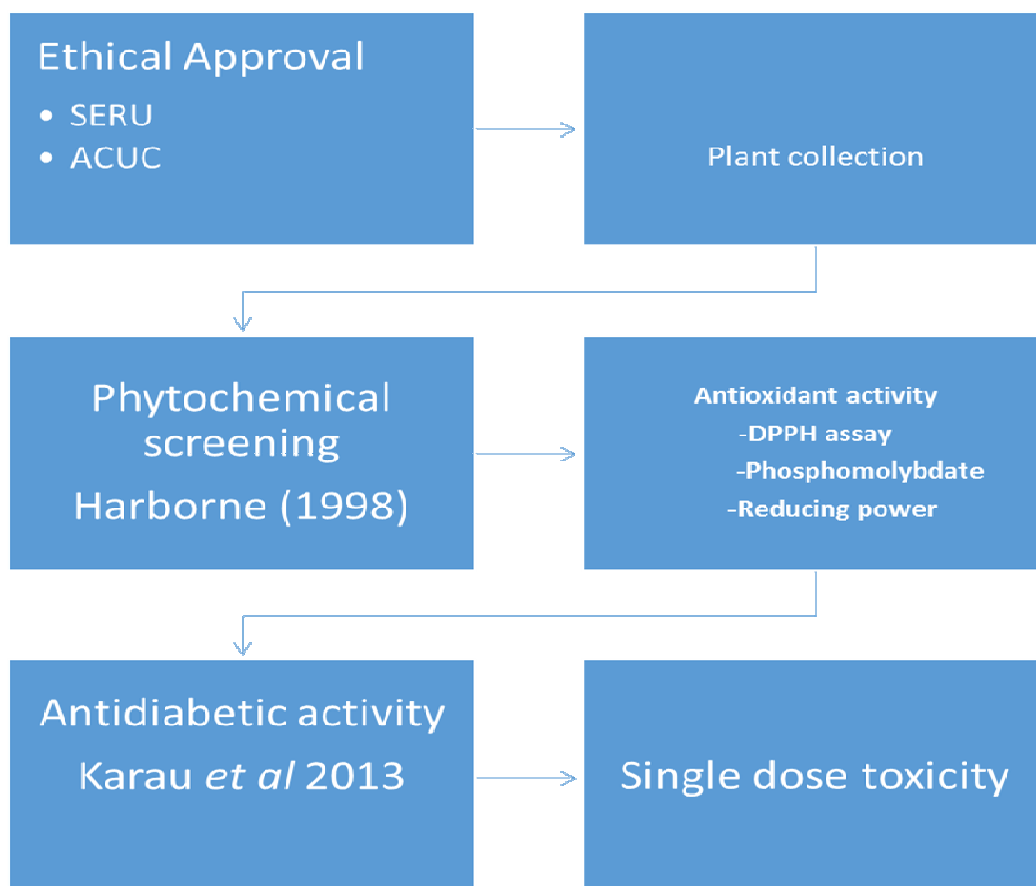 Ethical Approval
• SERU
• ACUC
Plant collection
Phytochemical
screening
Harborne (1998)
Antioxidant activity
-DPPH assay
-Phosphomolybdate
-Reducing power
Antidiabetic activity
Karau et al 2013
Single dose toxicity